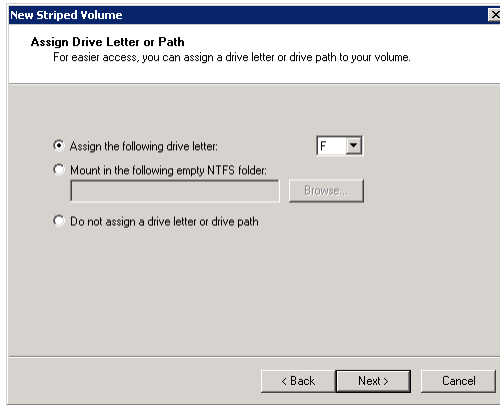 New Striped Volume
Assign Drive Letter or Path
For easier access, you can assign a drive letter or drive path to your volume.
Assign the following drive letter: F
Mount in the following empty NTFS folder:
Browse...
Do not assign a drive letter or drive path
< Back Next > Cancel